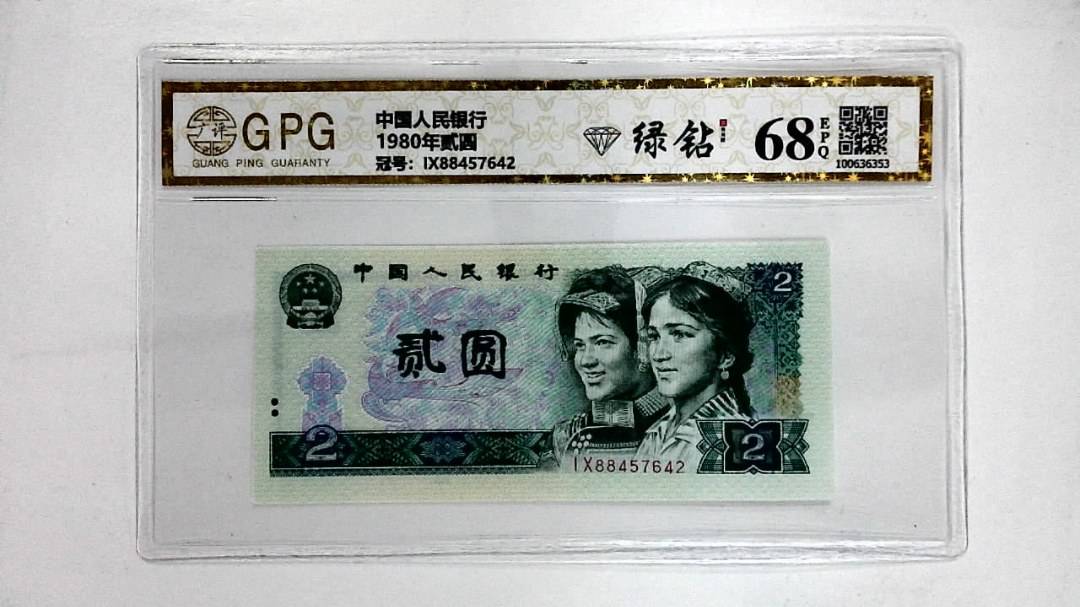 广评
GPG
GUANG PING GUARANTY
中国人民银行
1980年贰圆
冠号: IX88457642
绿钻
68
EPQ
100636353
中国人民银行
2
贰圆
2
IX88457642
2